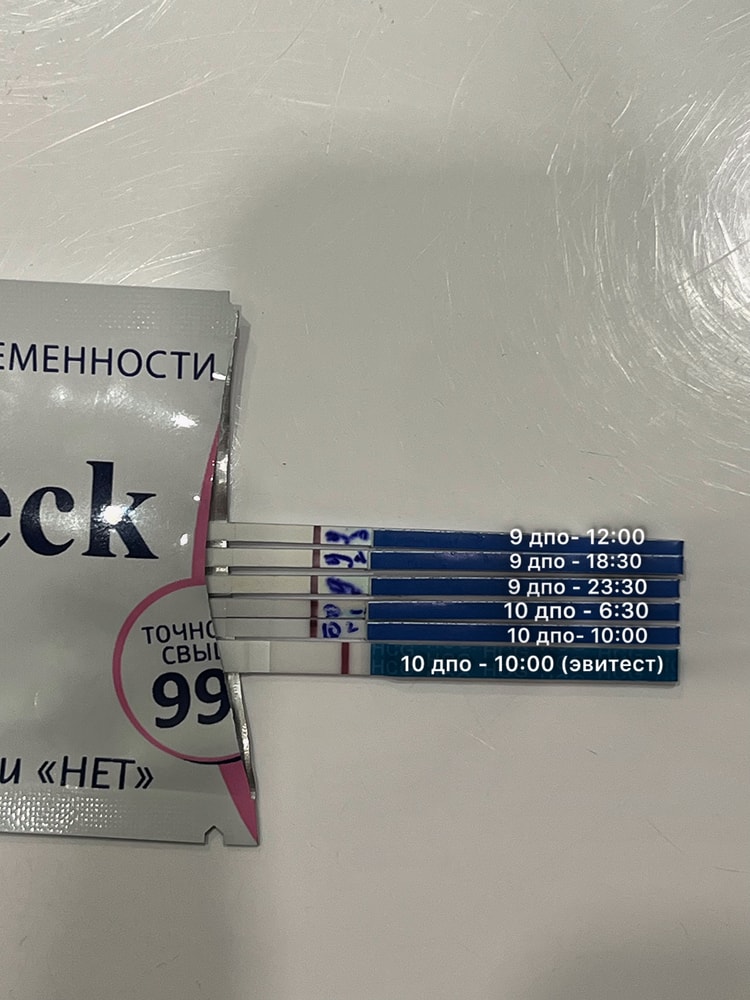 ЕМЕННОСТИ
eck
ТОЧНО
СВЫШ
99
и «НЕТ»
9 дпо- 12:00
9 дпо - 18:30
9 дпо - 23:30
10 дпо - 6:30
10 дпо- 10:00
10 дпо - 10:00 (эвитест)